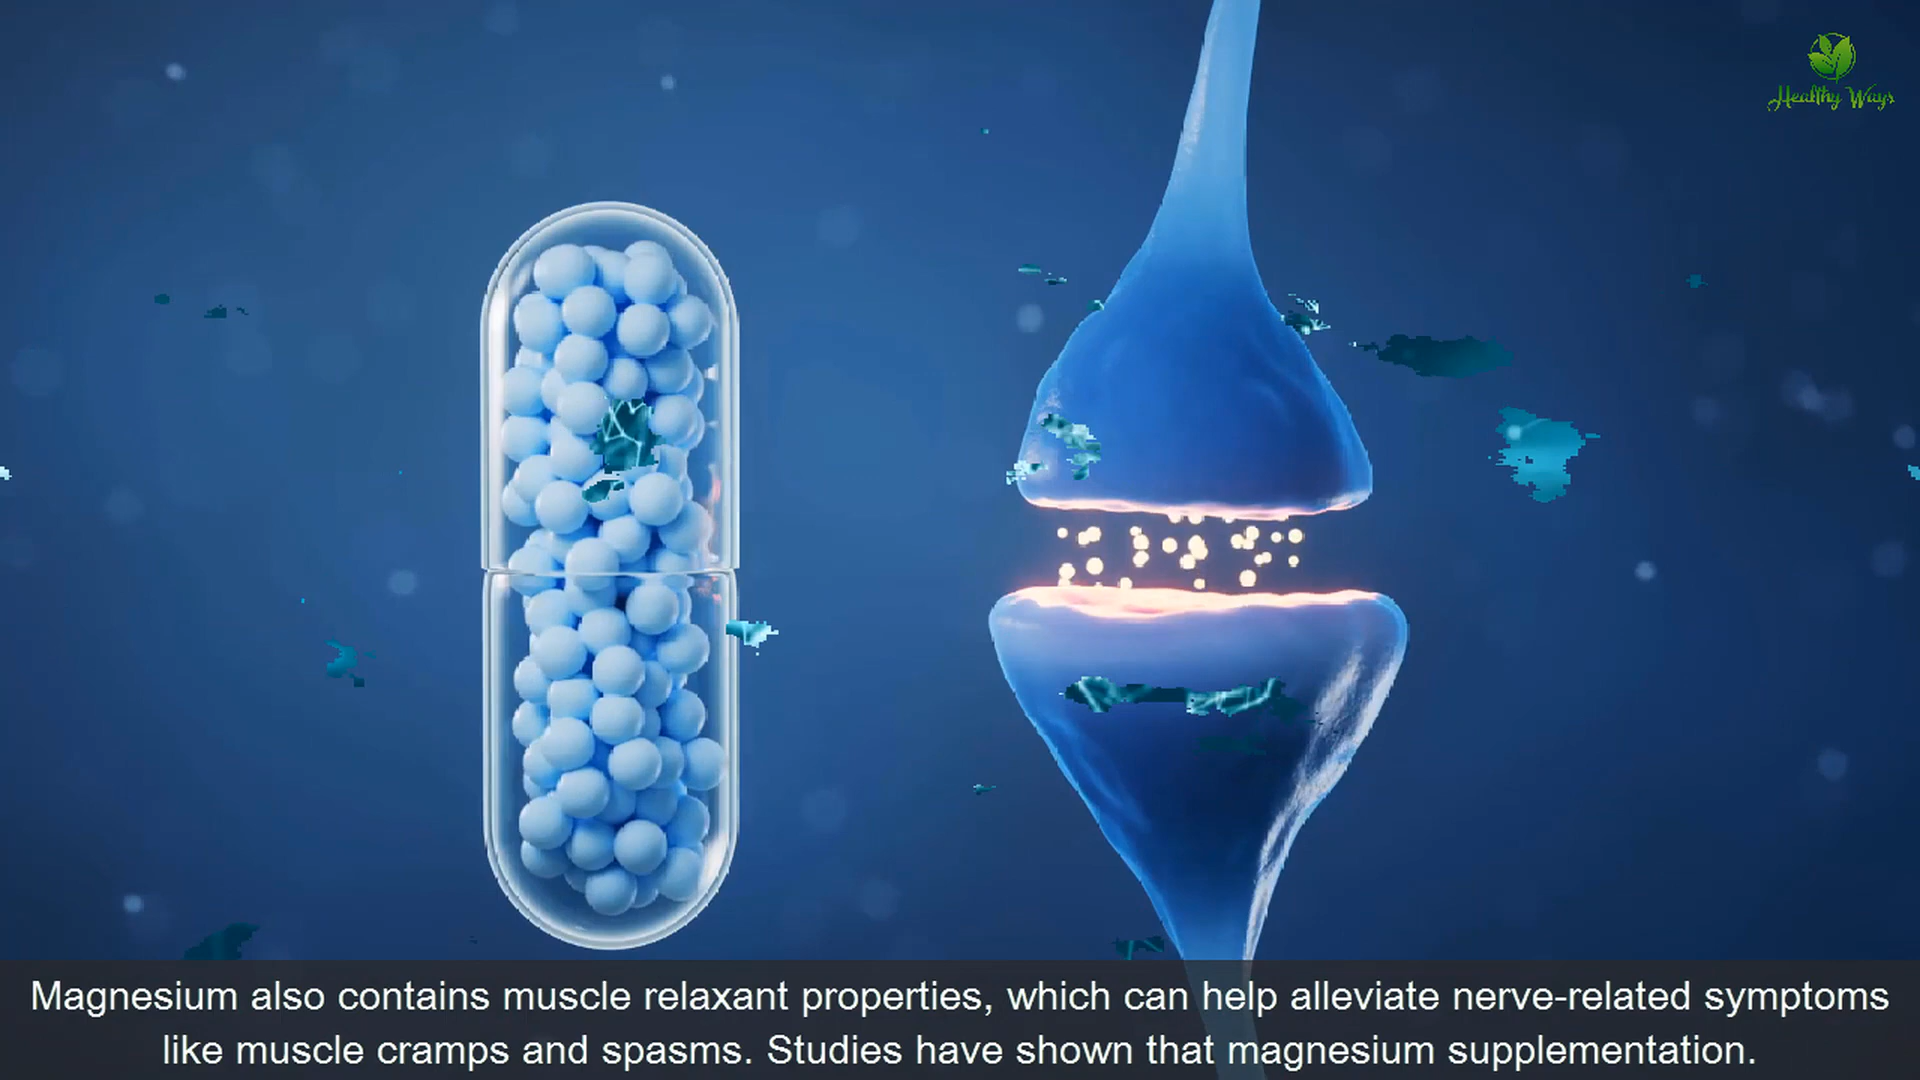 Healthy Ways
Magnesium also contains muscle relaxant properties, which can help alleviate nerve-related symptoms
like muscle cramps and spasms. Studies have shown that magnesium supplementation.